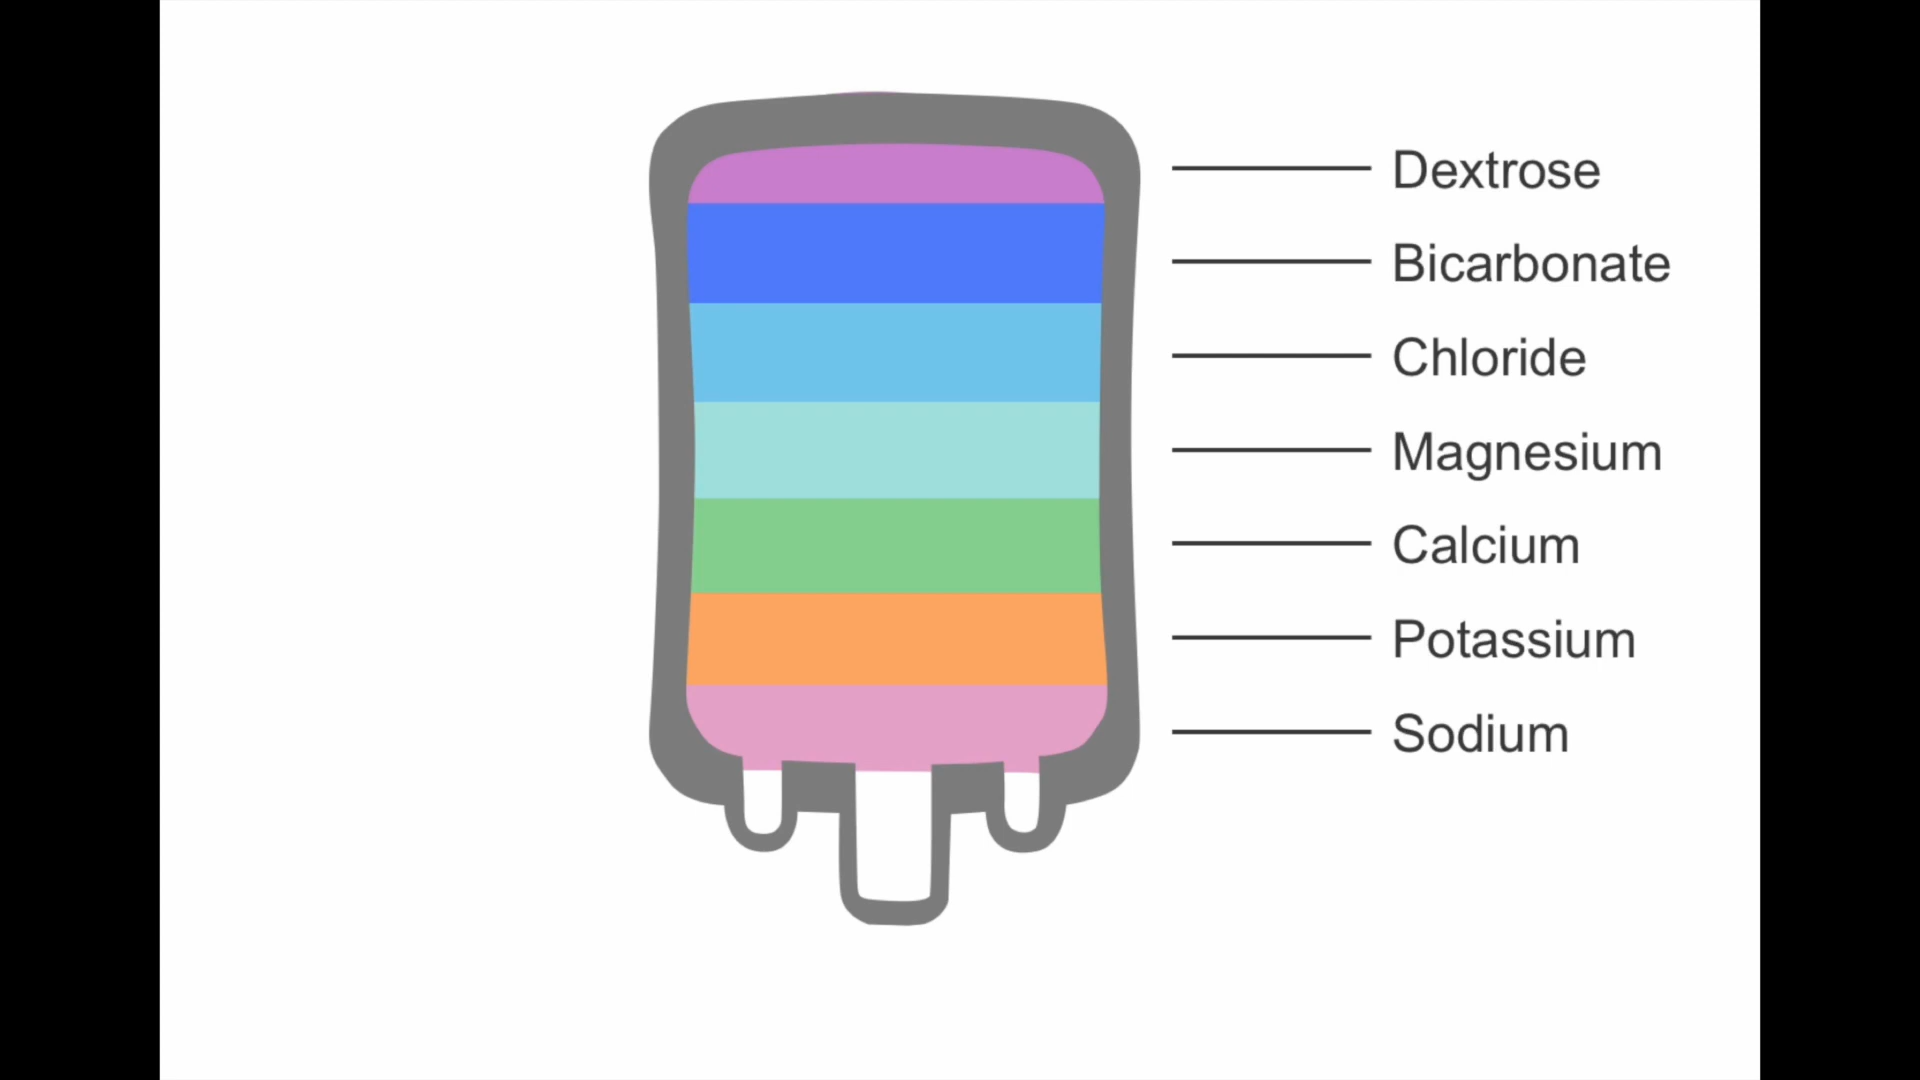 Dextrose
Bicarbonate
Chloride
Magnesium
Calcium
Potassium
Sodium